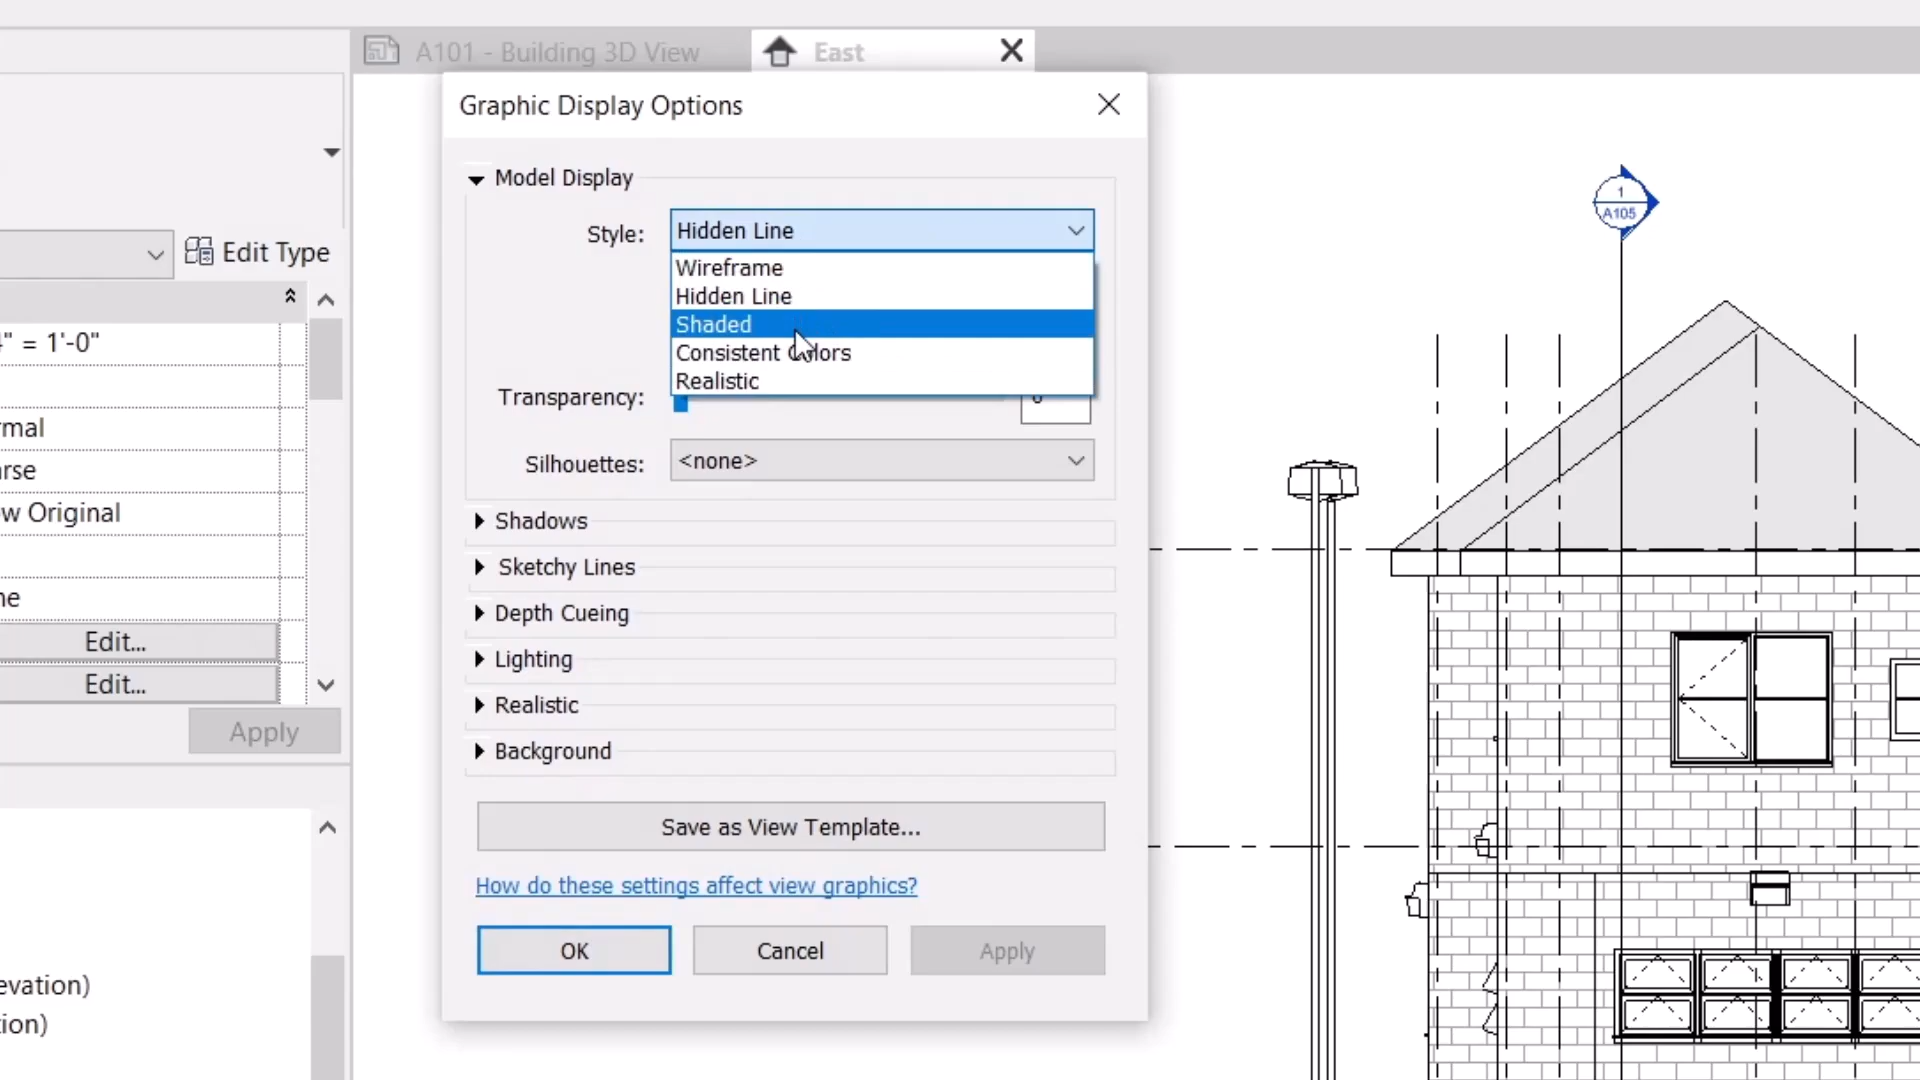 A101 - Building 3D View
East
Graphic Display Options
Model Display
Style:
Hidden Line
Wireframe
Hidden Line
Shaded
Consistent Colors
Realistic
Transparency:
Silhouettes:
<none>
Shadows
Sketchy Lines
Depth Cueing
Lighting
Realistic
Background
Save as View Template...
How do these settings affect view graphics?
OK
Cancel
Apply
Edit Type
" = 1'-0"
rmal
arse
w Original
ne
Edit...
Edit...
Apply
evation)
tion)
1
A105